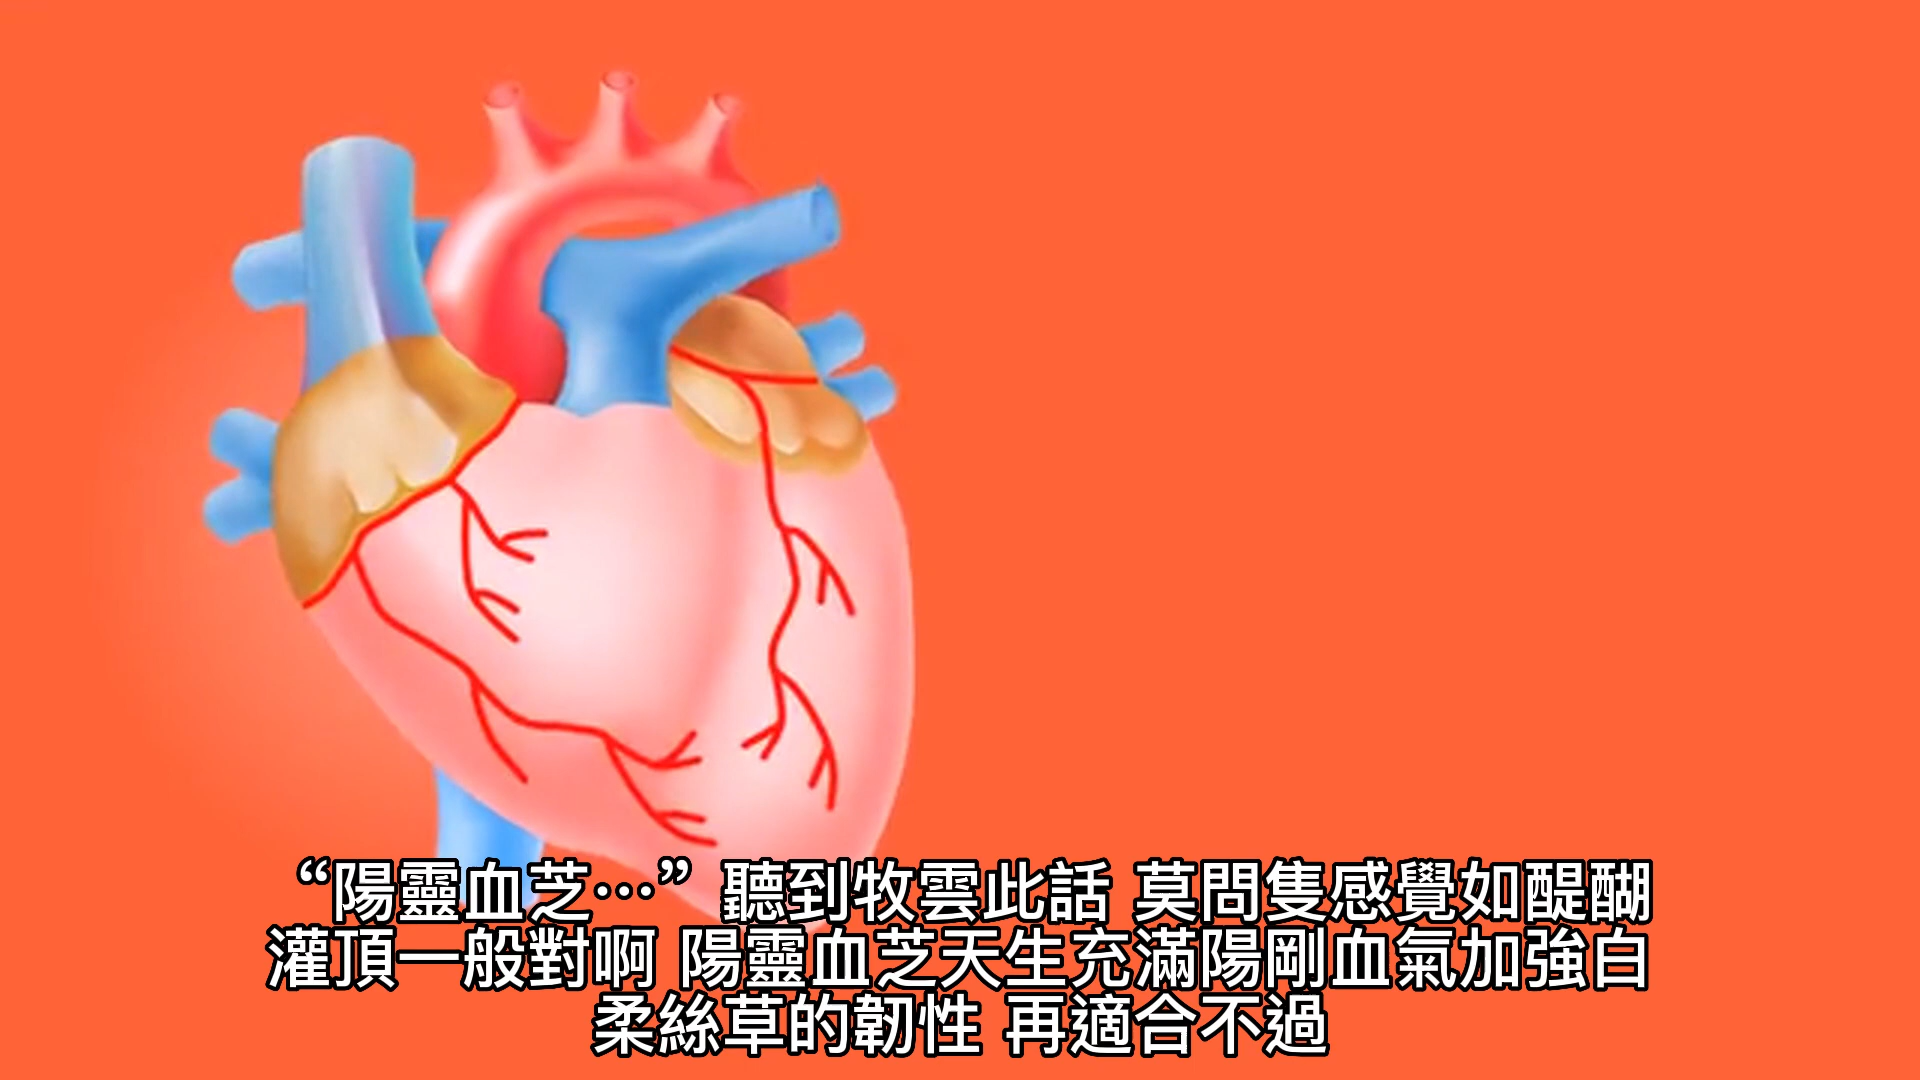 “陽靈血芝…”聽到牧雲此話 莫問隻感覺如醍醐
灌頂一般對啊 陽靈血芝天生充滿陽剛血氣加強白
柔絲草的韌性 再適合不過